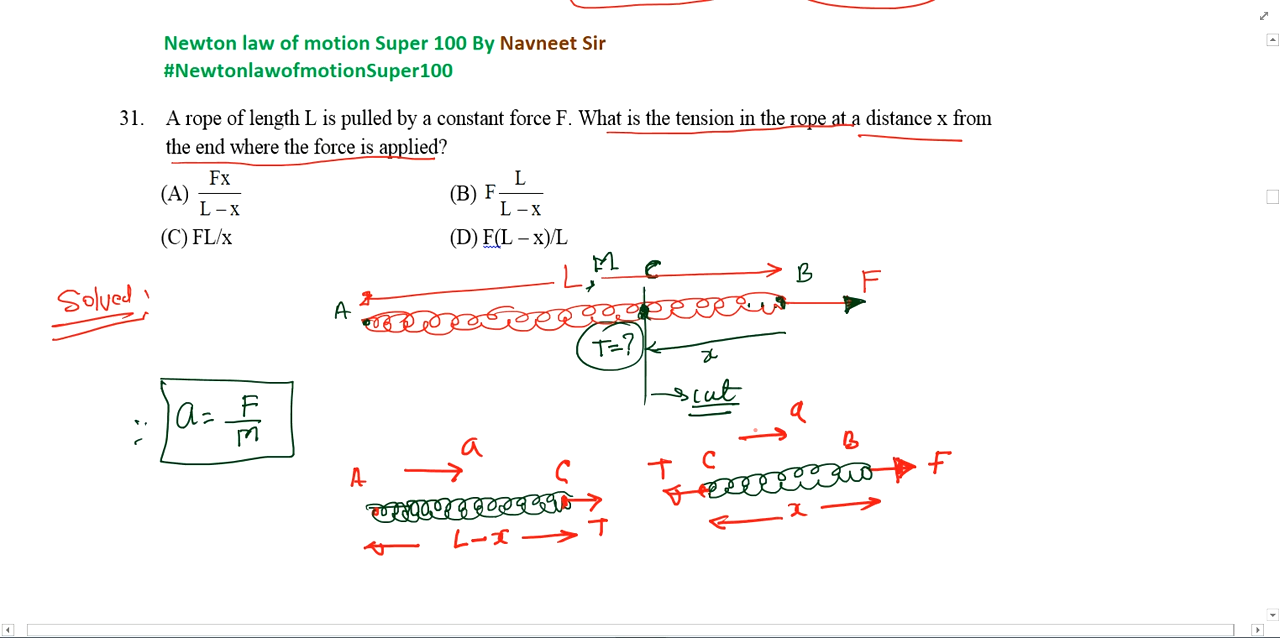 Newton law of motion Super 100 By Navneet Sir
#NewtonlawofmotionSuper100
31. A rope of length L is pulled by a constant force F. What is the tension in the rope at a distance x from
the end where the force is applied?
(A) Fx / L – x
(B) F L / L – x
(C) FL/x
(D) F(L – x)/L
Solved:
L, M C B F
A
T=? x
→ cut
∴ a = F / M
a
A a C T C B F
L-x → T x